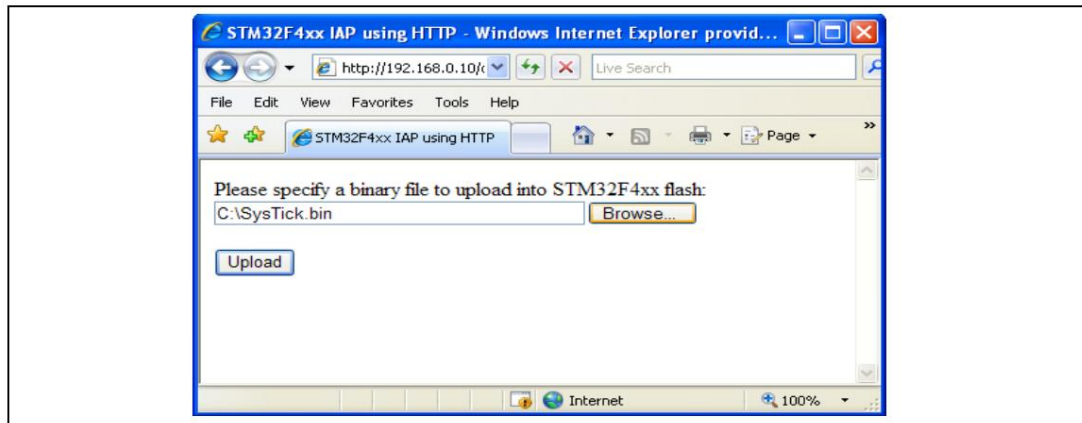 STM32F4xx IAP using HTTP - Windows Internet Explorer provid...
http://192.168.0.10/ Live Search
File Edit View Favorites Tools Help
STM32F4xx IAP using HTTP Page »
Please specify a binary file to upload into STM32F4xx flash:
C:\SysTick.bin Browse...
Upload
Internet 100%